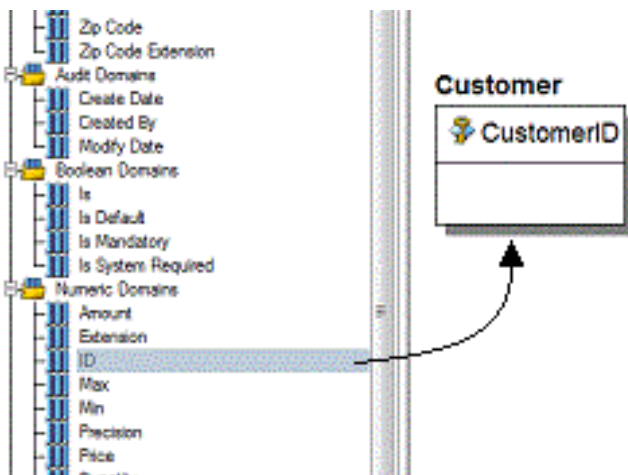 Zip Code
Zip Code Extension
Audit Domains
Create Date
Created By
Modify Date
Boolean Domains
Is
Is Default
Is Mandatory
Is System Required
Numeric Domains
Amount
Extension
ID
Max
Min
Precision
Price
Customer
CustomerID